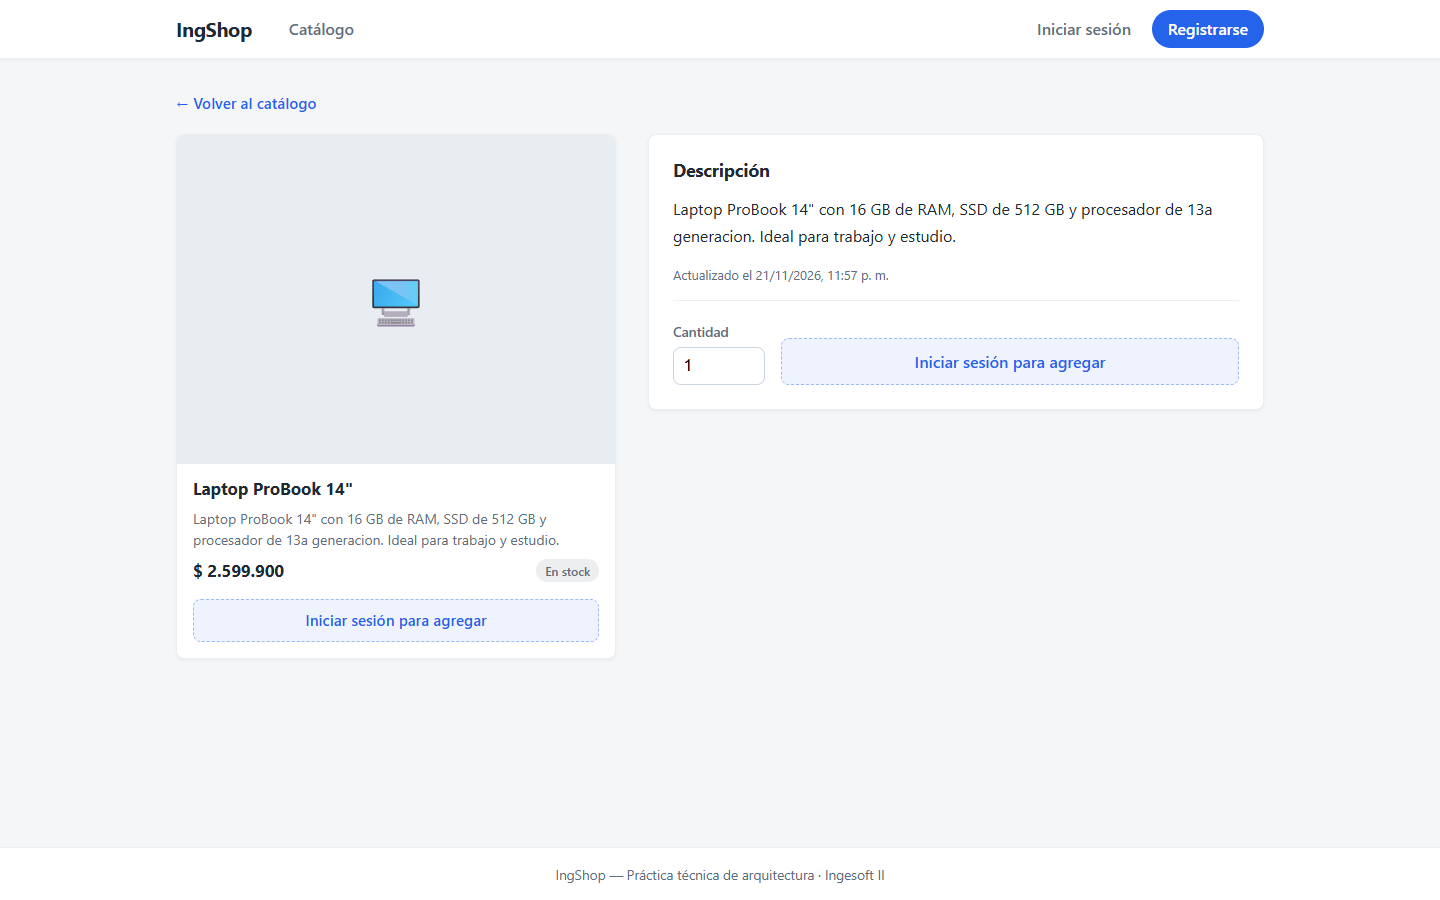 IngShop
Catálogo
Iniciar sesión
Registrarse
← Volver al catálogo
Laptop ProBook 14"
Laptop ProBook 14" con 16 GB de RAM, SSD de 512 GB y
procesador de 13a generacion. Ideal para trabajo y estudio.
$ 2.599.900
En stock
Iniciar sesión para agregar
Descripción
Laptop ProBook 14" con 16 GB de RAM, SSD de 512 GB y procesador de 13a
generacion. Ideal para trabajo y estudio.
Actualizado el 21/11/2026, 11:57 p. m.
Cantidad
1
Iniciar sesión para agregar
IngShop — Práctica técnica de arquitectura · Ingesoft II